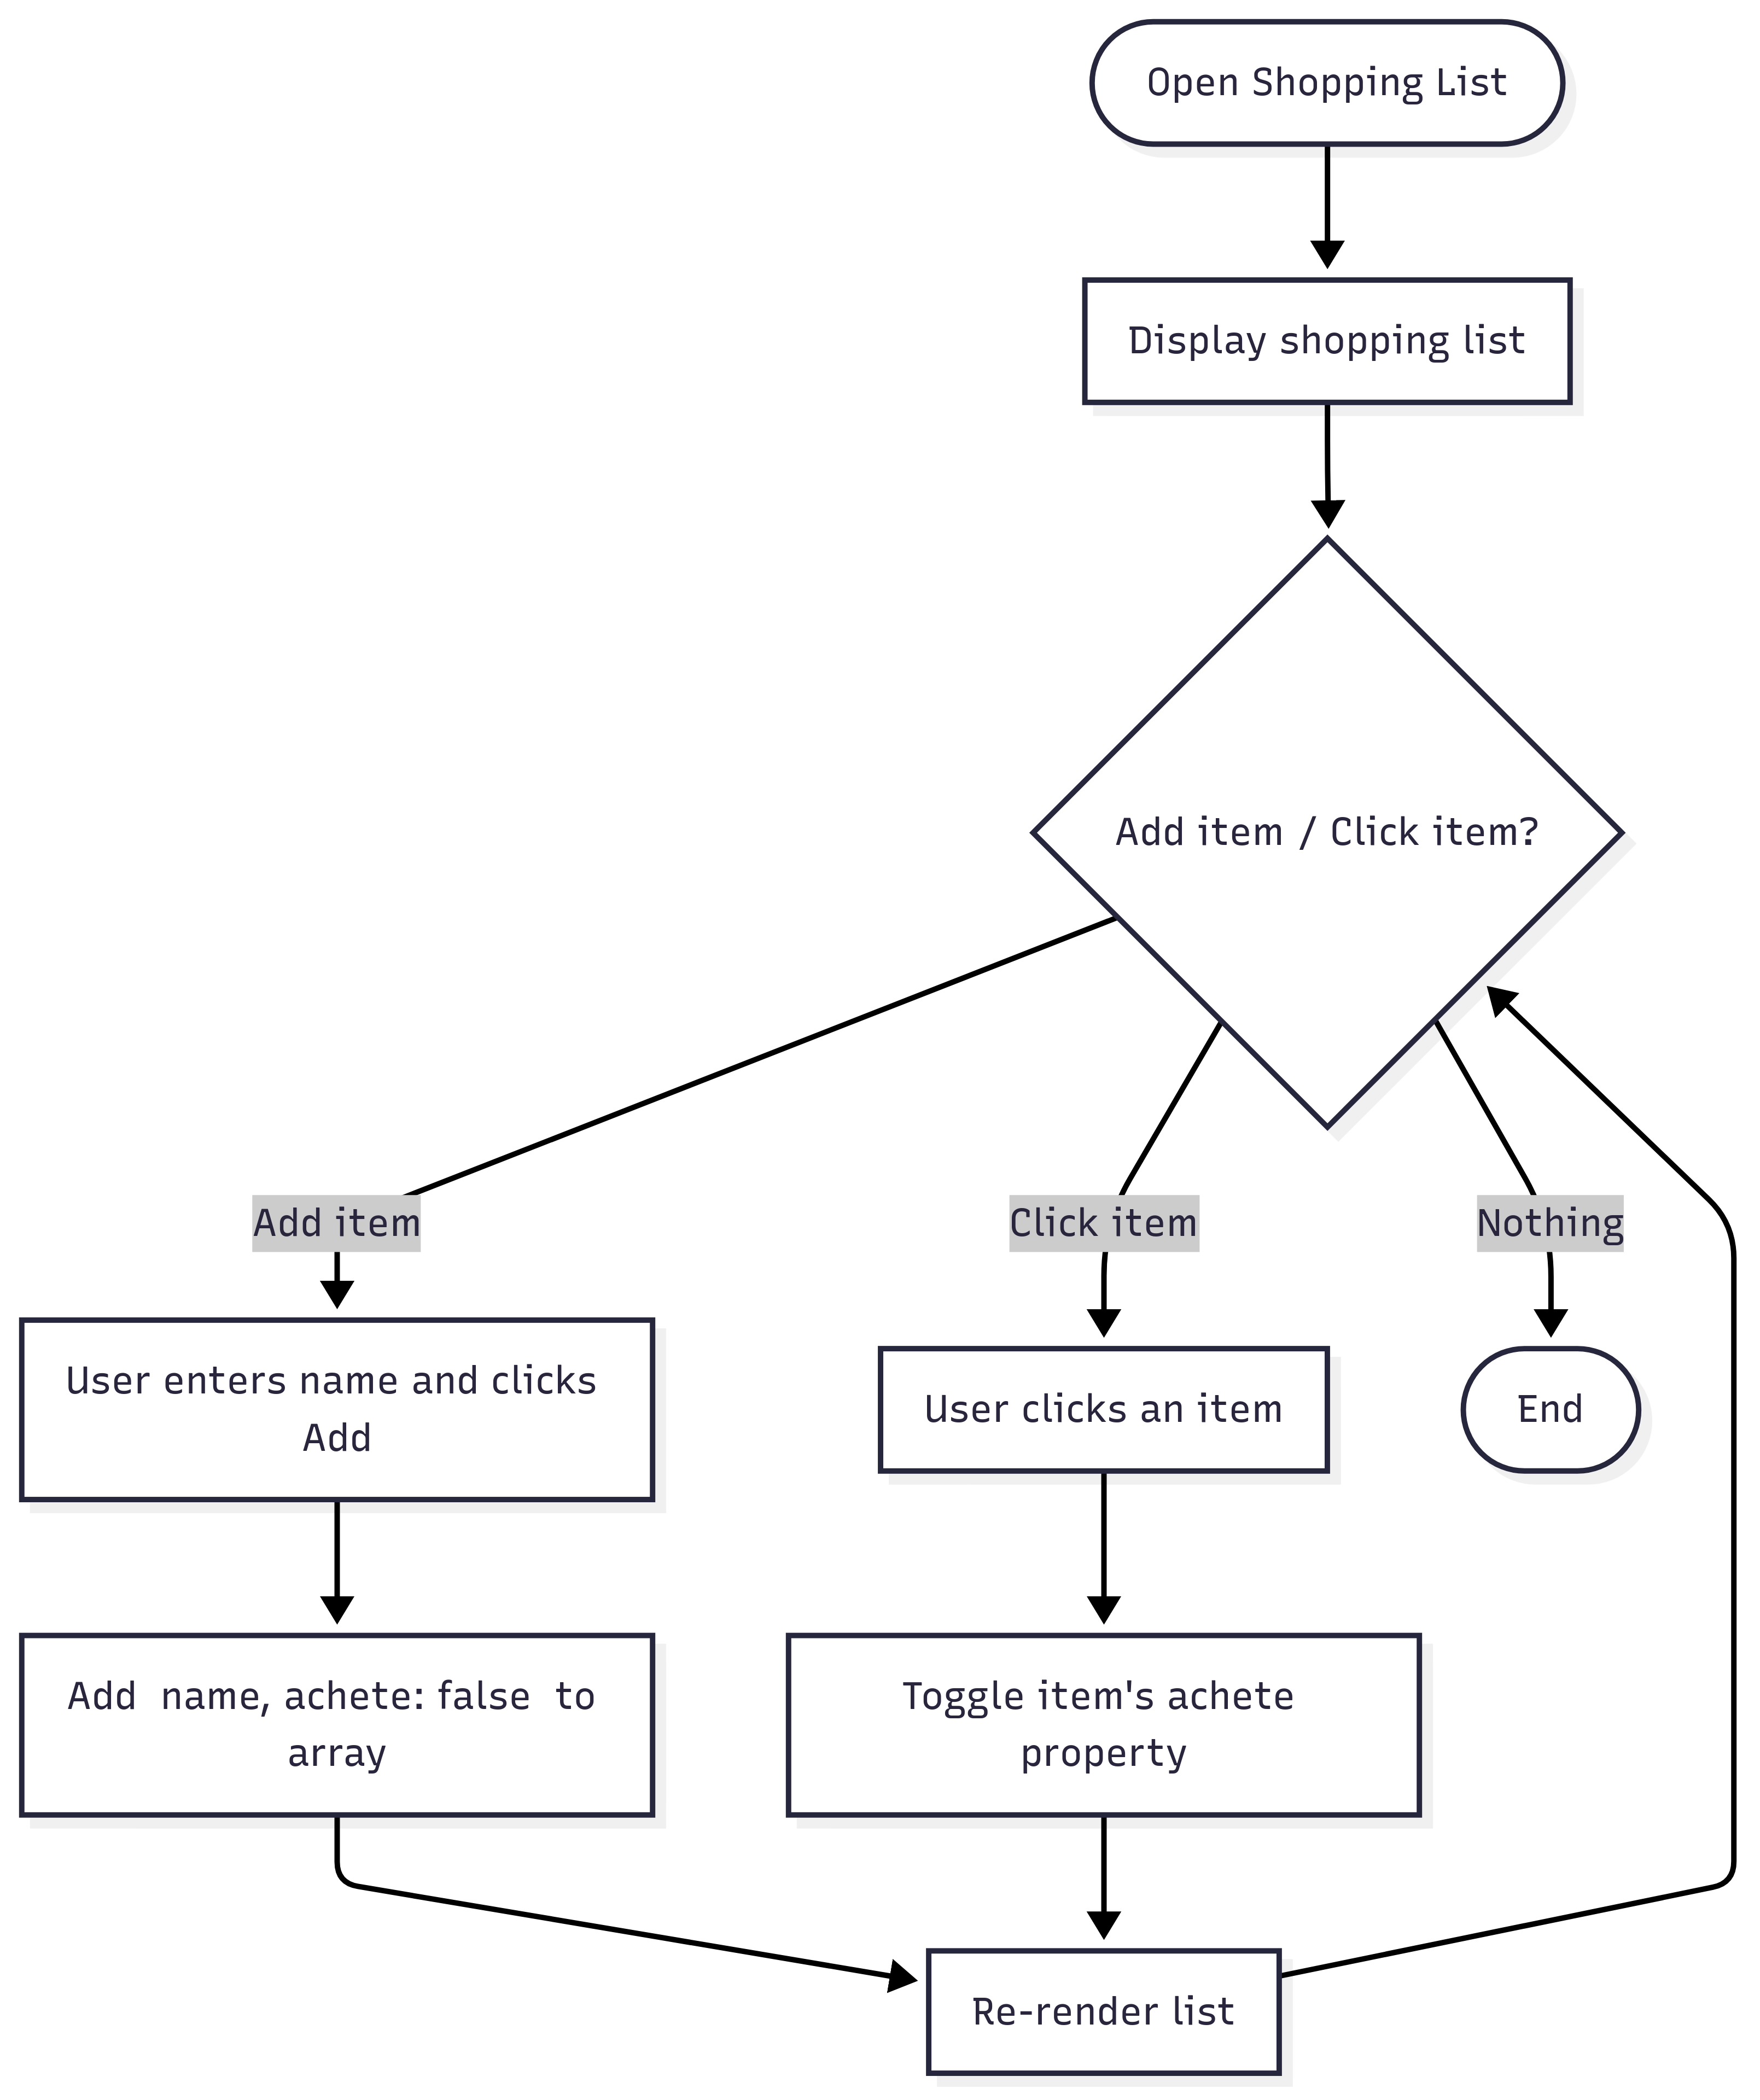 Open Shopping List
Display shopping list
Add item / Click item?
Add item
Click item
Nothing
User enters name and clicks
Add
User clicks an item
End
Add  name, achete: false  to
array
Toggle item's achete
property
Re-render list